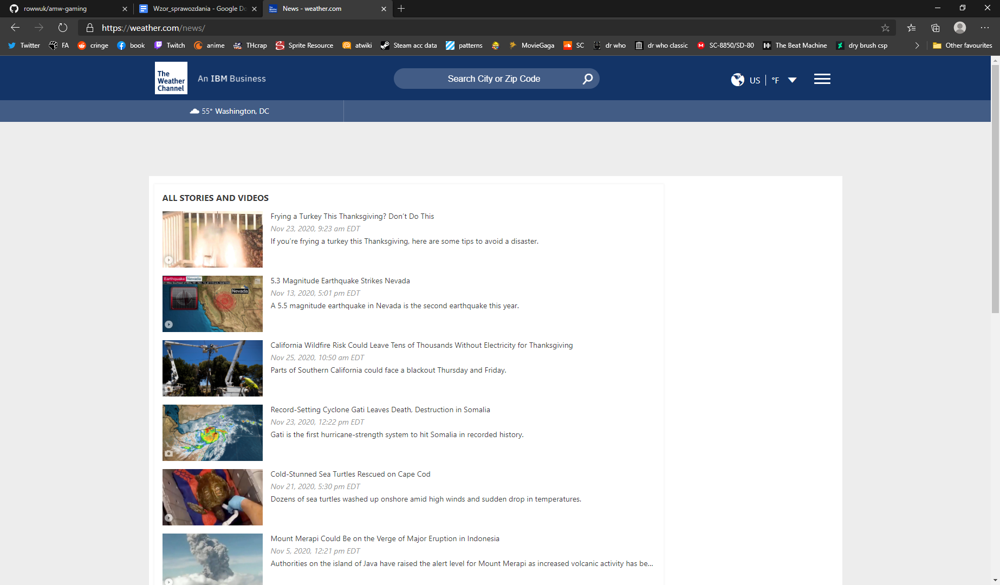 rowwuk/amw-gaming
Wzor_sprawozdania - Google Do
News - weather.com
https://weather.com/news/
Twitter
FA
cringe
book
Twitch
anime
THcrap
Sprite Resource
atwiki
Steam acc data
patterns
MovieGaga
SC
dr who
dr who classic
SC-8850/SD-80
The Beat Machine
dry brush csp
Other favourites
The
Weather
Channel
An IBM Business
Search City or Zip Code
US
°F
55° Washington, DC
ALL STORIES AND VIDEOS
Frying a Turkey This Thanksgiving? Don't Do This
Nov 23, 2020, 9:23 am EDT
If you're frying a turkey this Thanksgiving, here are some tips to avoid a disaster.
Earthquake Nevada
Nevada
5.3 Magnitude Earthquake Strikes Nevada
Nov 13, 2020, 5:01 pm EDT
A 5.5 magnitude earthquake in Nevada is the second earthquake this year.
California Wildfire Risk Could Leave Tens of Thousands Without Electricity for Thanksgiving
Nov 25, 2020, 10:50 am EDT
Parts of Southern California could face a blackout Thursday and Friday.
Record-Setting Cyclone Gati Leaves Death, Destruction in Somalia
Nov 23, 2020, 12:22 pm EDT
Gati is the first hurricane-strength system to hit Somalia in recorded history.
Cold-Stunned Sea Turtles Rescued on Cape Cod
Nov 21, 2020, 5:30 pm EDT
Dozens of sea turtles washed up onshore amid high winds and sudden drop in temperatures.
Mount Merapi Could Be on the Verge of Major Eruption in Indonesia
Nov 5, 2020, 12:21 pm EDT
Authorities on the island of Java have raised the alert level for Mount Merapi as increased volcanic activity has be...